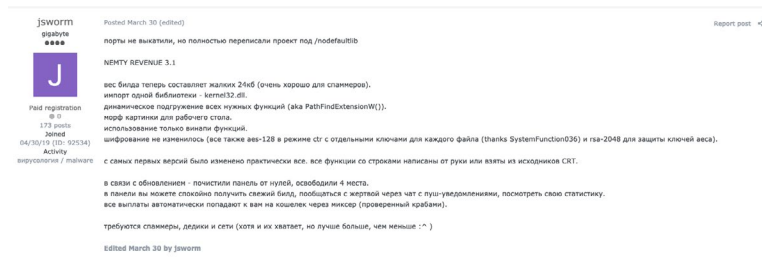 jsworm
Posted March 30 (edited)
Report post
gigabyte
порты не выкатили, но полностью переписали проект под /nodefaultlib
NEMTY REVENUE 3.1
J
вес билда теперь составляет жалких 24кб (очень хорошо для спаммеров).
импорт одной библиотеки - kernel32.dll.
динамическое подгружение всех нужных функций (aka PathFindExtensionW()).
морф картинки для рабочего стола.
использование только винапи функций.
шифрование не изменилось (все также aes-128 в режиме ctr с отдельными ключами для каждого файла (thanks SystemFunction036) и rsa-2048 для защиты ключей аеса).
Paid registration
0
173 posts
Joined
04/30/19 (ID: 92534)
Activity
вирусология / malware
с самых первых версий было изменено практически все. все функции со строками написаны от руки или взяты из исходников CRT.
в связи с обновлением - почистили панель от нулей, освободили 4 места.
в панели вы можете спокойно получить свежий билд, пообщаться с жертвой через чат с пуш-уведомлениями, посмотреть свою статистику.
все выплаты автоматически попадают к вам на кошелек через миксер (проверенный крабами).
требуются спаммеры, дедики и сети (хотя и их хватает, но лучше больше, чем меньше :^ )
Edited March 30 by jsworm